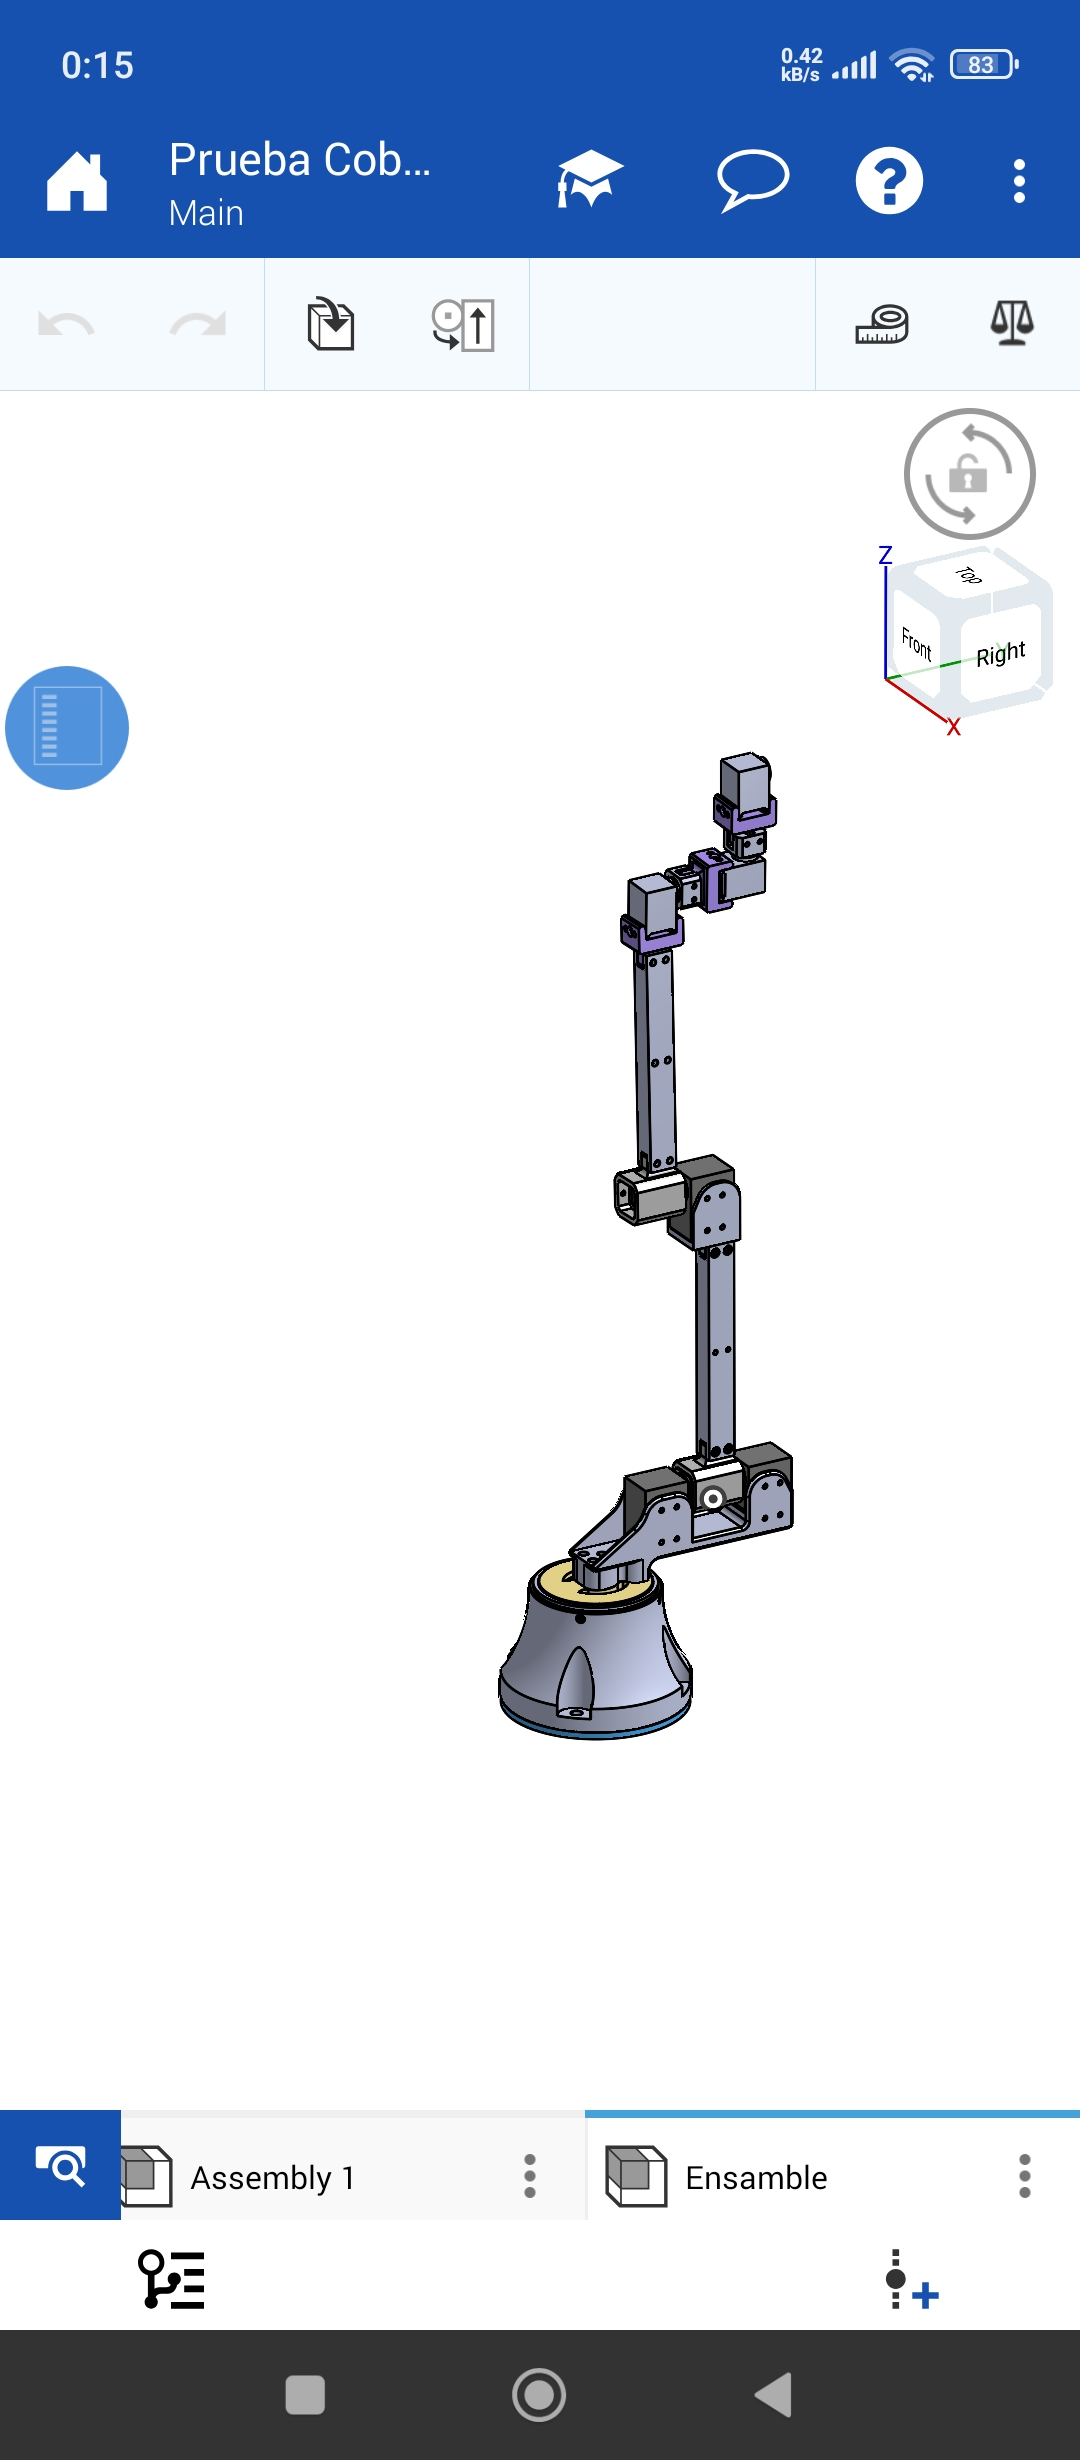 0:15
0.42
kB/s
83
Prueba Cob...
Main
Z
Top
Front
Right
Y
X
Assembly 1
Ensamble